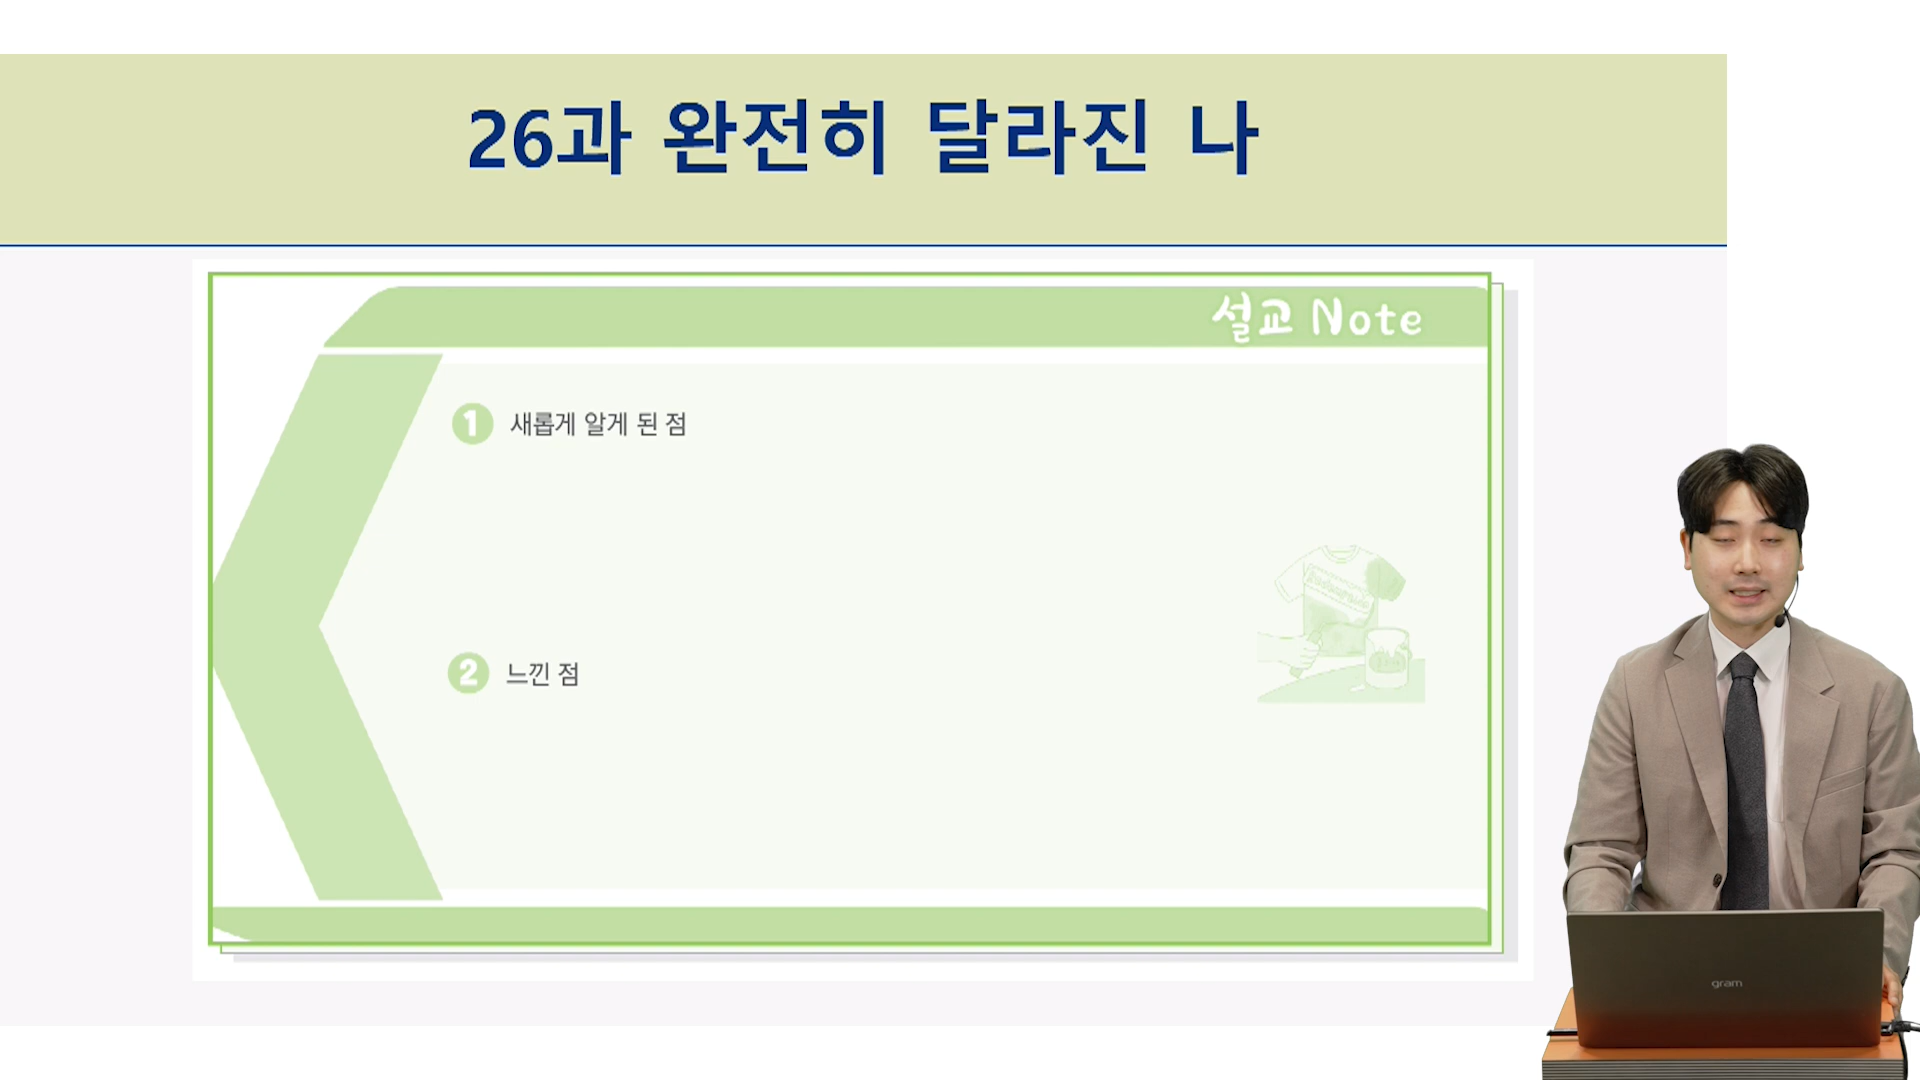 26과 완전히 달라진 나
설교 Note
1 새롭게 알게 된 점
2 느낀 점
gram